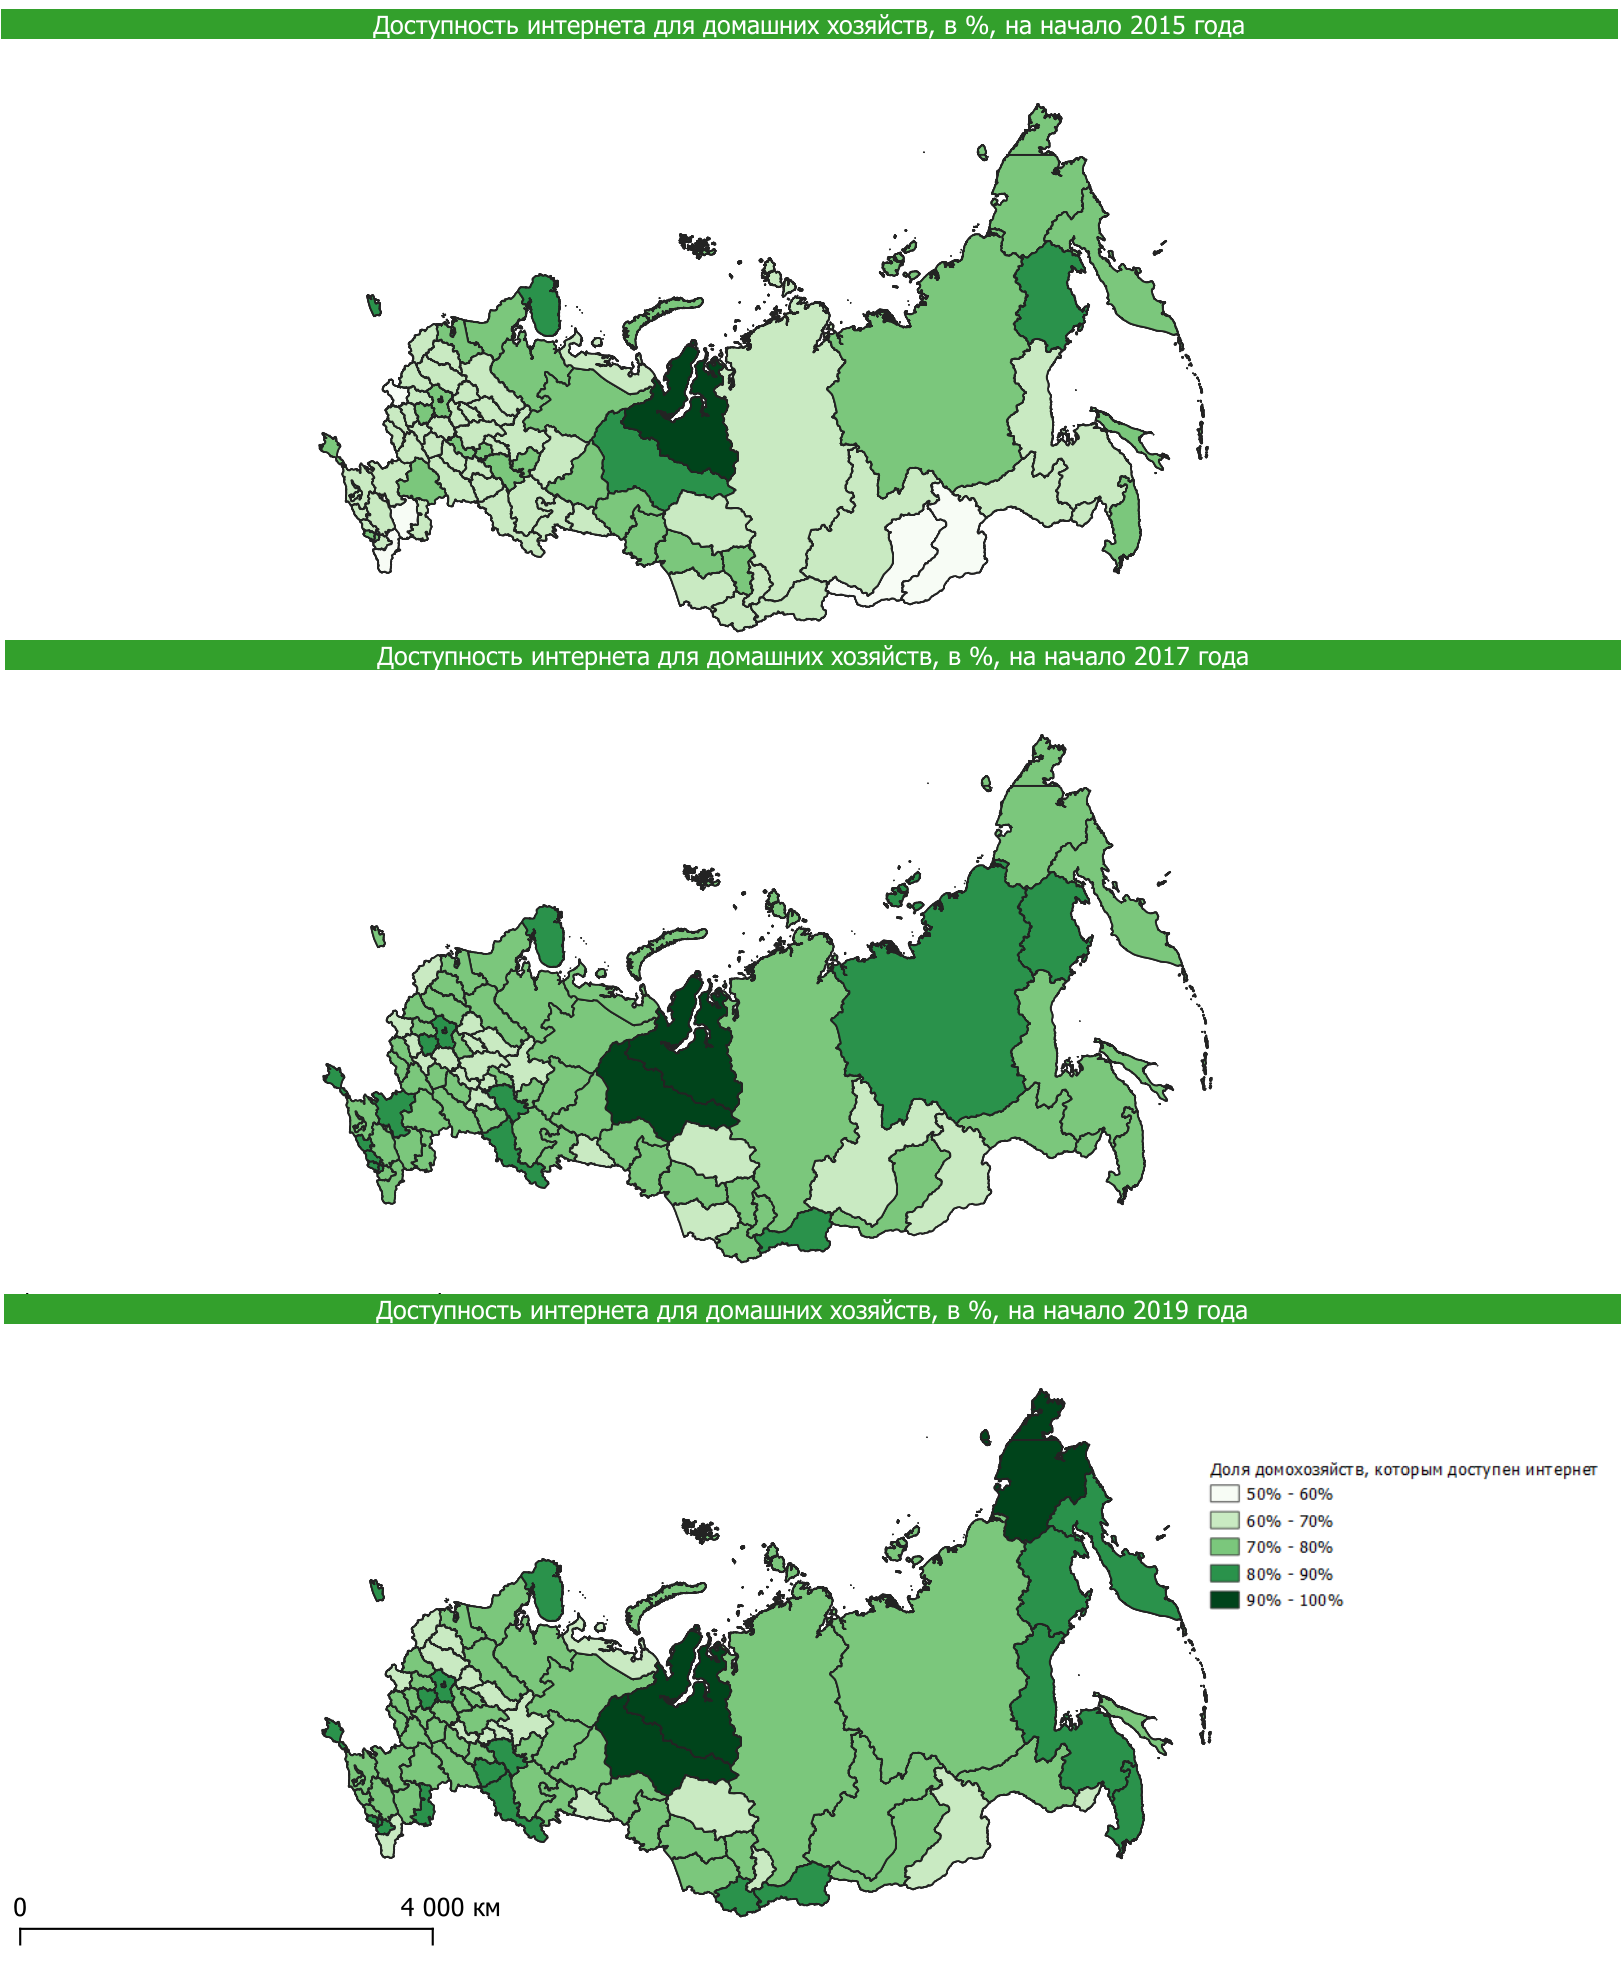 Доступность интернета для домашних хозяйств, в %, на начало 2015 года
Доступность интернета для домашних хозяйств, в %, на начало 2017 года
Доступность интернета для домашних хозяйств, в %, на начало 2019 года
Доля домохозяйств, которым доступен интернет
50% - 60%
60% - 70%
70% - 80%
80% - 90%
90% - 100%
0 4 000 км